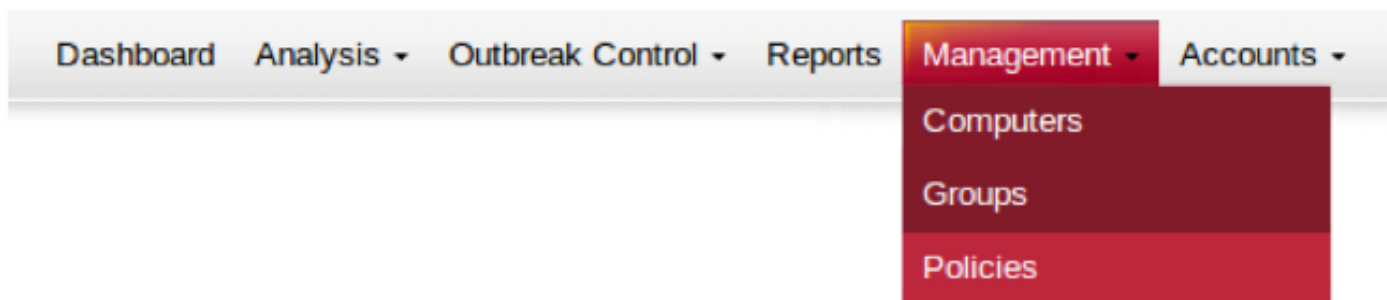 Dashboard Analysis Outbreak Control Reports Management Accounts
Computers
Groups
Policies